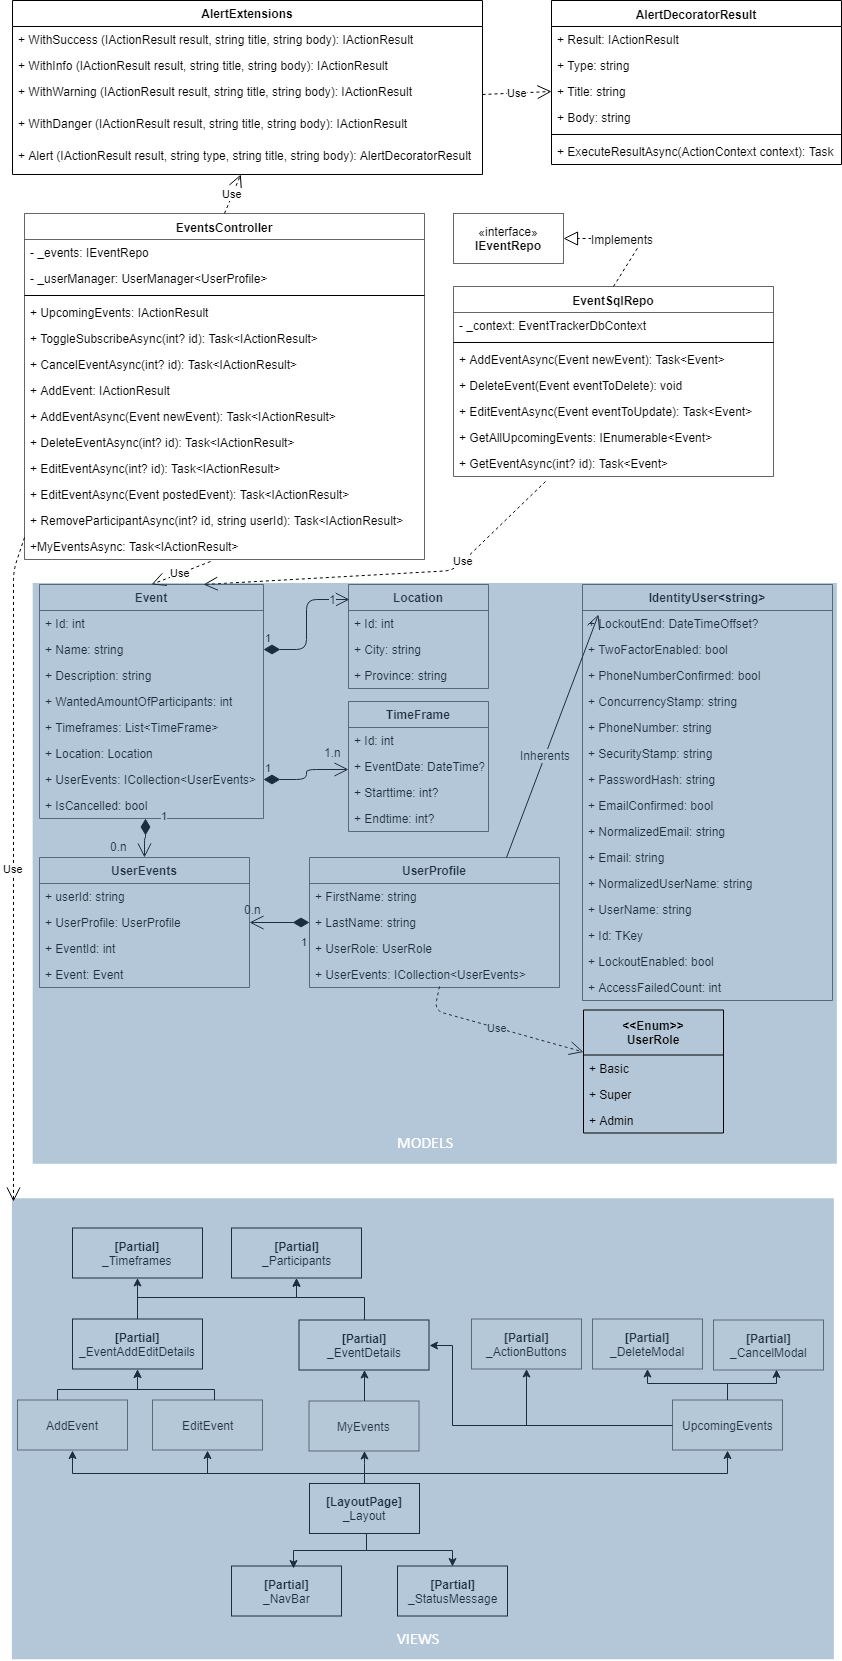 AlertExtensions
+ WithSuccess (IActionResult result, string title, string body): IActionResult
+ WithInfo (IActionResult result, string title, string body): IActionResult
+ WithWarning (IActionResult result, string title, string body): IActionResult
+ WithDanger (IActionResult result, string title, string body): IActionResult
+ Alert (IActionResult result, string type, string title, string body): AlertDecoratorResult
Use
AlertDecoratorResult
+ Result: IActionResult
+ Type: string
+ Title: string
+ Body: string
+ ExecuteResultAsync(ActionContext context): Task
Use
EventsController
- _events: IEventRepo
- _userManager: UserManager<UserProfile>
+ UpcomingEvents: IActionResult
+ ToggleSubscribeAsync(int? id): Task<IActionResult>
+ CancelEventAsync(int? id): Task<IActionResult>
+ AddEvent: IActionResult
+ AddEventAsync(Event newEvent): Task<IActionResult>
+ DeleteEventAsync(int? id): Task<IActionResult>
+ EditEventAsync(int? id): Task<IActionResult>
+ EditEventAsync(Event postedEvent): Task<IActionResult>
+ RemoveParticipantAsync(int? id, string userId): Task<IActionResult>
+MyEventsAsync: Task<IActionResult>
«interface»
IEventRepo
Implements
EventSqlRepo
- _context: EventTrackerDbContext
+ AddEventAsync(Event newEvent): Task<Event>
+ DeleteEvent(Event eventToDelete): void
+ EditEventAsync(Event eventToUpdate): Task<Event>
+ GetAllUpcomingEvents: IEnumerable<Event>
+ GetEventAsync(int? id): Task<Event>
Use
Use
Event
+ Id: int
+ Name: string
+ Description: string
+ WantedAmountOfParticipants: int
+ Timeframes: List<TimeFrame>
+ Location: Location
+ UserEvents: ICollection<UserEvents>
+ IsCancelled: bool
1
1
Location
+ Id: int
+ City: string
+ Province: string
1
1.n
TimeFrame
+ Id: int
+ EventDate: DateTime?
+ Starttime: int?
+ Endtime: int?
1
0.n
UserEvents
+ userId: string
+ UserProfile: UserProfile
+ EventId: int
+ Event: Event
0.n
1
UserProfile
+ FirstName: string
+ LastName: string
+ UserRole: UserRole
+ UserEvents: ICollection<UserEvents>
Inherents
IdentityUser<string>
+ LockoutEnd: DateTimeOffset?
+ TwoFactorEnabled: bool
+ PhoneNumberConfirmed: bool
+ ConcurrencyStamp: string
+ PhoneNumber: string
+ SecurityStamp: string
+ PasswordHash: string
+ EmailConfirmed: bool
+ NormalizedEmail: string
+ Email: string
+ NormalizedUserName: string
+ UserName: string
+ Id: TKey
+ LockoutEnabled: bool
+ AccessFailedCount: int
Use
Use
<<Enum>>
UserRole
+ Basic
+ Super
+ Admin
MODELS
[Partial]
_Timeframes
[Partial]
_Participants
[Partial]
_EventAddEditDetails
[Partial]
_EventDetails
[Partial]
_ActionButtons
[Partial]
_DeleteModal
[Partial]
_CancelModal
AddEvent
EditEvent
MyEvents
UpcomingEvents
[LayoutPage]
_Layout
[Partial]
_NavBar
[Partial]
_StatusMessage
VIEWS